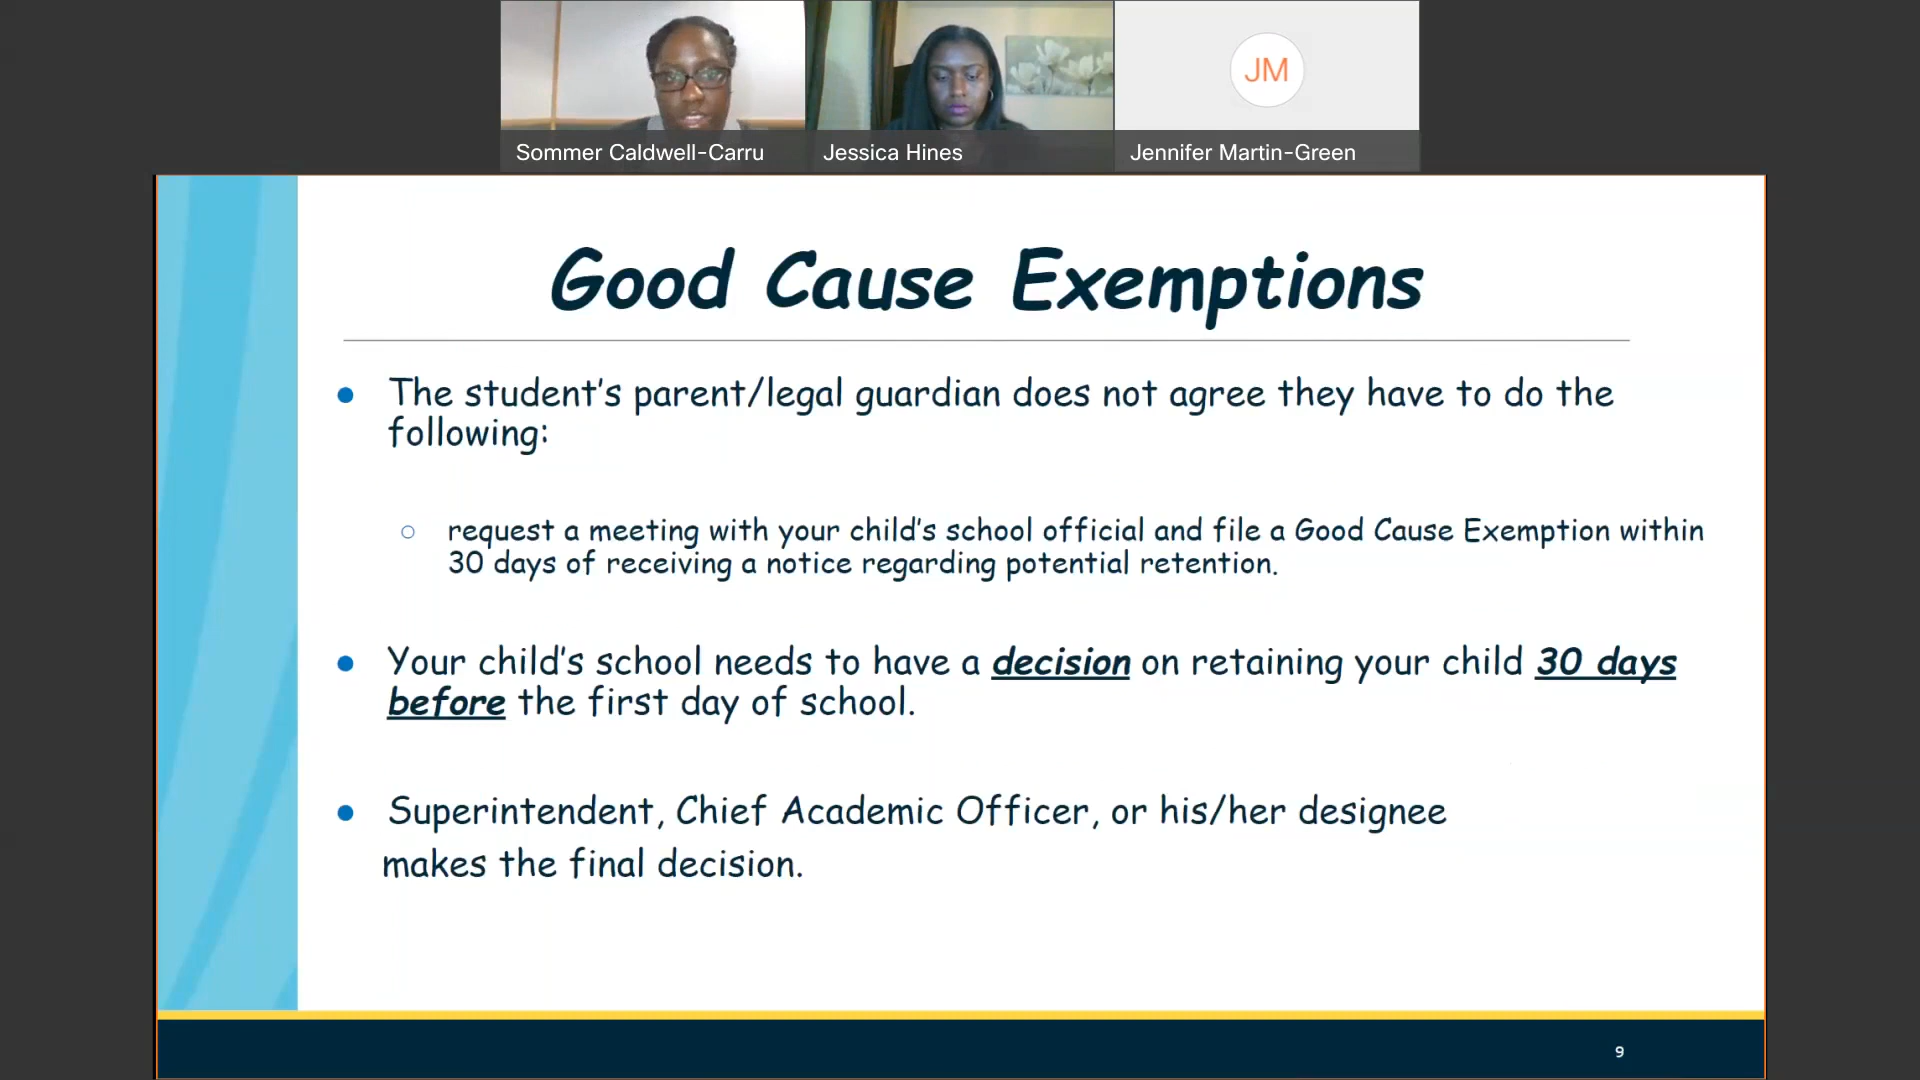 JM
Sommer Caldwell-Carru
Jessica Hines
Jennifer Martin-Green
Good Cause Exemptions
The student's parent/legal guardian does not agree they have to do the
following:
request a meeting with your child's school official and file a Good Cause Exemption within
30 days of receiving a notice regarding potential retention.
Your child's school needs to have a decision on retaining your child 30 days
before the first day of school.
Superintendent, Chief Academic Officer, or his/her designee
makes the final decision.
9